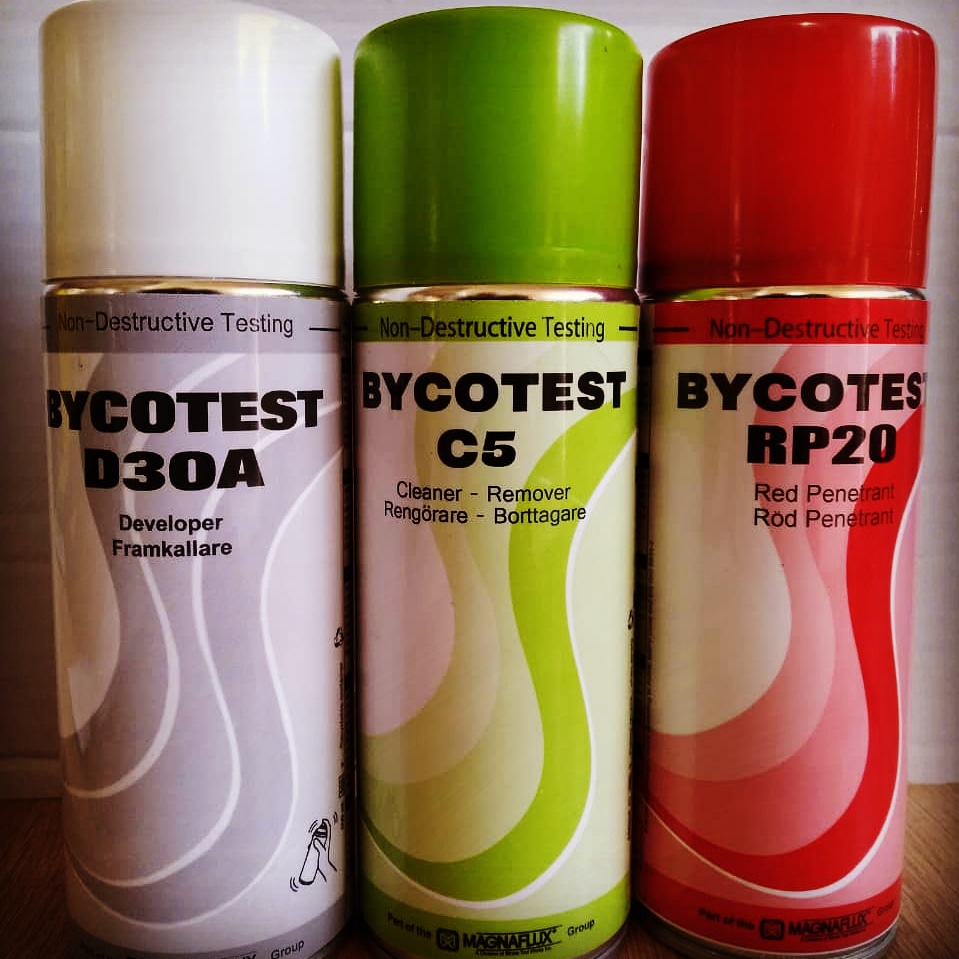 Non-Destructive Testing
BYCOTEST
D30A
Developer
Framkallare
Group
Non-Destructive Testing
BYCOTEST
C5
Cleaner - Remover
Rengörare - Borttagare
Part of the MAGNAFLUX Group
Non-Destructive Testing
BYCOTEST
RP20
Red Penetrant
Röd Penetrant
Part of the MAGNAFLUX Group